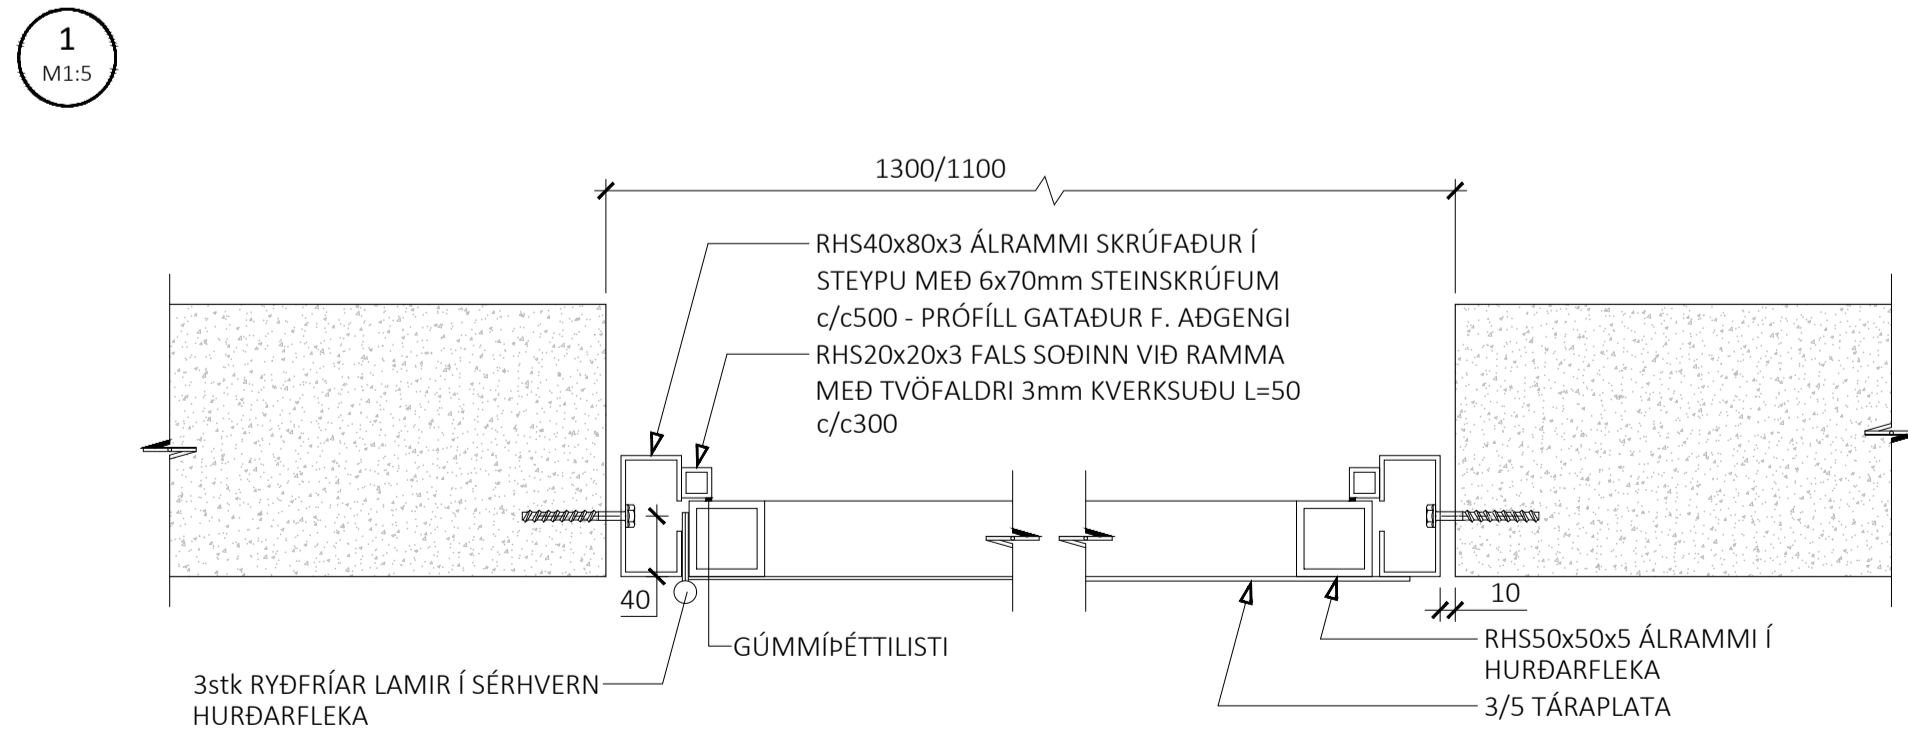 1
M1:5
1300/1100
RHS40x80x3 ÁLRAMMI SKRÚFAÐUR Í
STEYPU MEÐ 6x70mm STEINSKRÚFUM
c/c500 - PRÓFÍLL GATAÐUR F. AÐGENGI
RHS20x20x3 FALS SOÐINN VIÐ RAMMA
MEÐ TVÖFALDRI 3mm KVERKSUÐU L=50
c/c300
40
10
GÚMMÍÞÉTTILISTI
3stk RYÐFRÍAR LAMIR Í SÉRHVERN
HURÐARFLEKA
RHS50x50x5 ÁLRAMMI Í
HURÐARFLEKA
3/5 TÁRAPLATA